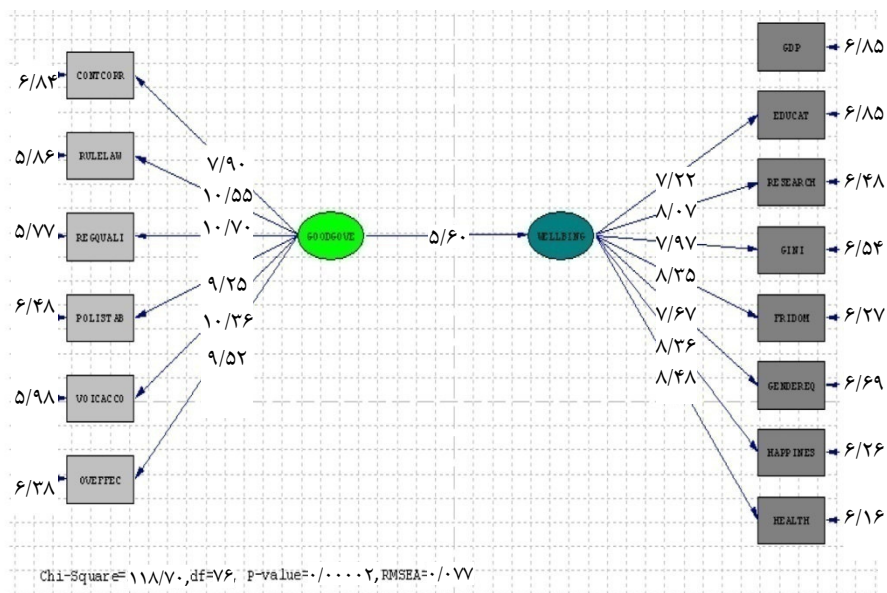 CONTCORR
۶/۸۴
RULELAW
۵/۸۶
REGQUALI
۵/۷۷
POLISTAB
۶/۴۸
VOICACCO
۵/۹۸
OVEFFEC
۶/۳۸
۷/۹۰
۱۰/۵۵
۱۰/۷۰
۹/۲۵
۱۰/۳۶
۹/۵۲
GOODGOVE
۵/۶۰
WELLBING
۷/۲۲
۸/۰۷
۷/۹۷
۸/۳۵
۷/۶۷
۸/۳۶
۸/۴۸
GDP
۶/۸۵
EDUCAT
۶/۸۵
RESEARCH
۶/۴۸
GINI
۶/۵۴
FRIDOM
۶/۲۷
GENDEREQ
۶/۶۹
HAPPINES
۶/۲۶
HEALTH
۶/۱۶
Chi-Square=۱۱۸/۷۰,df=۷۶, P-value=۰/۰۰۰۰۲,RMSEA=۰/۰۷۷